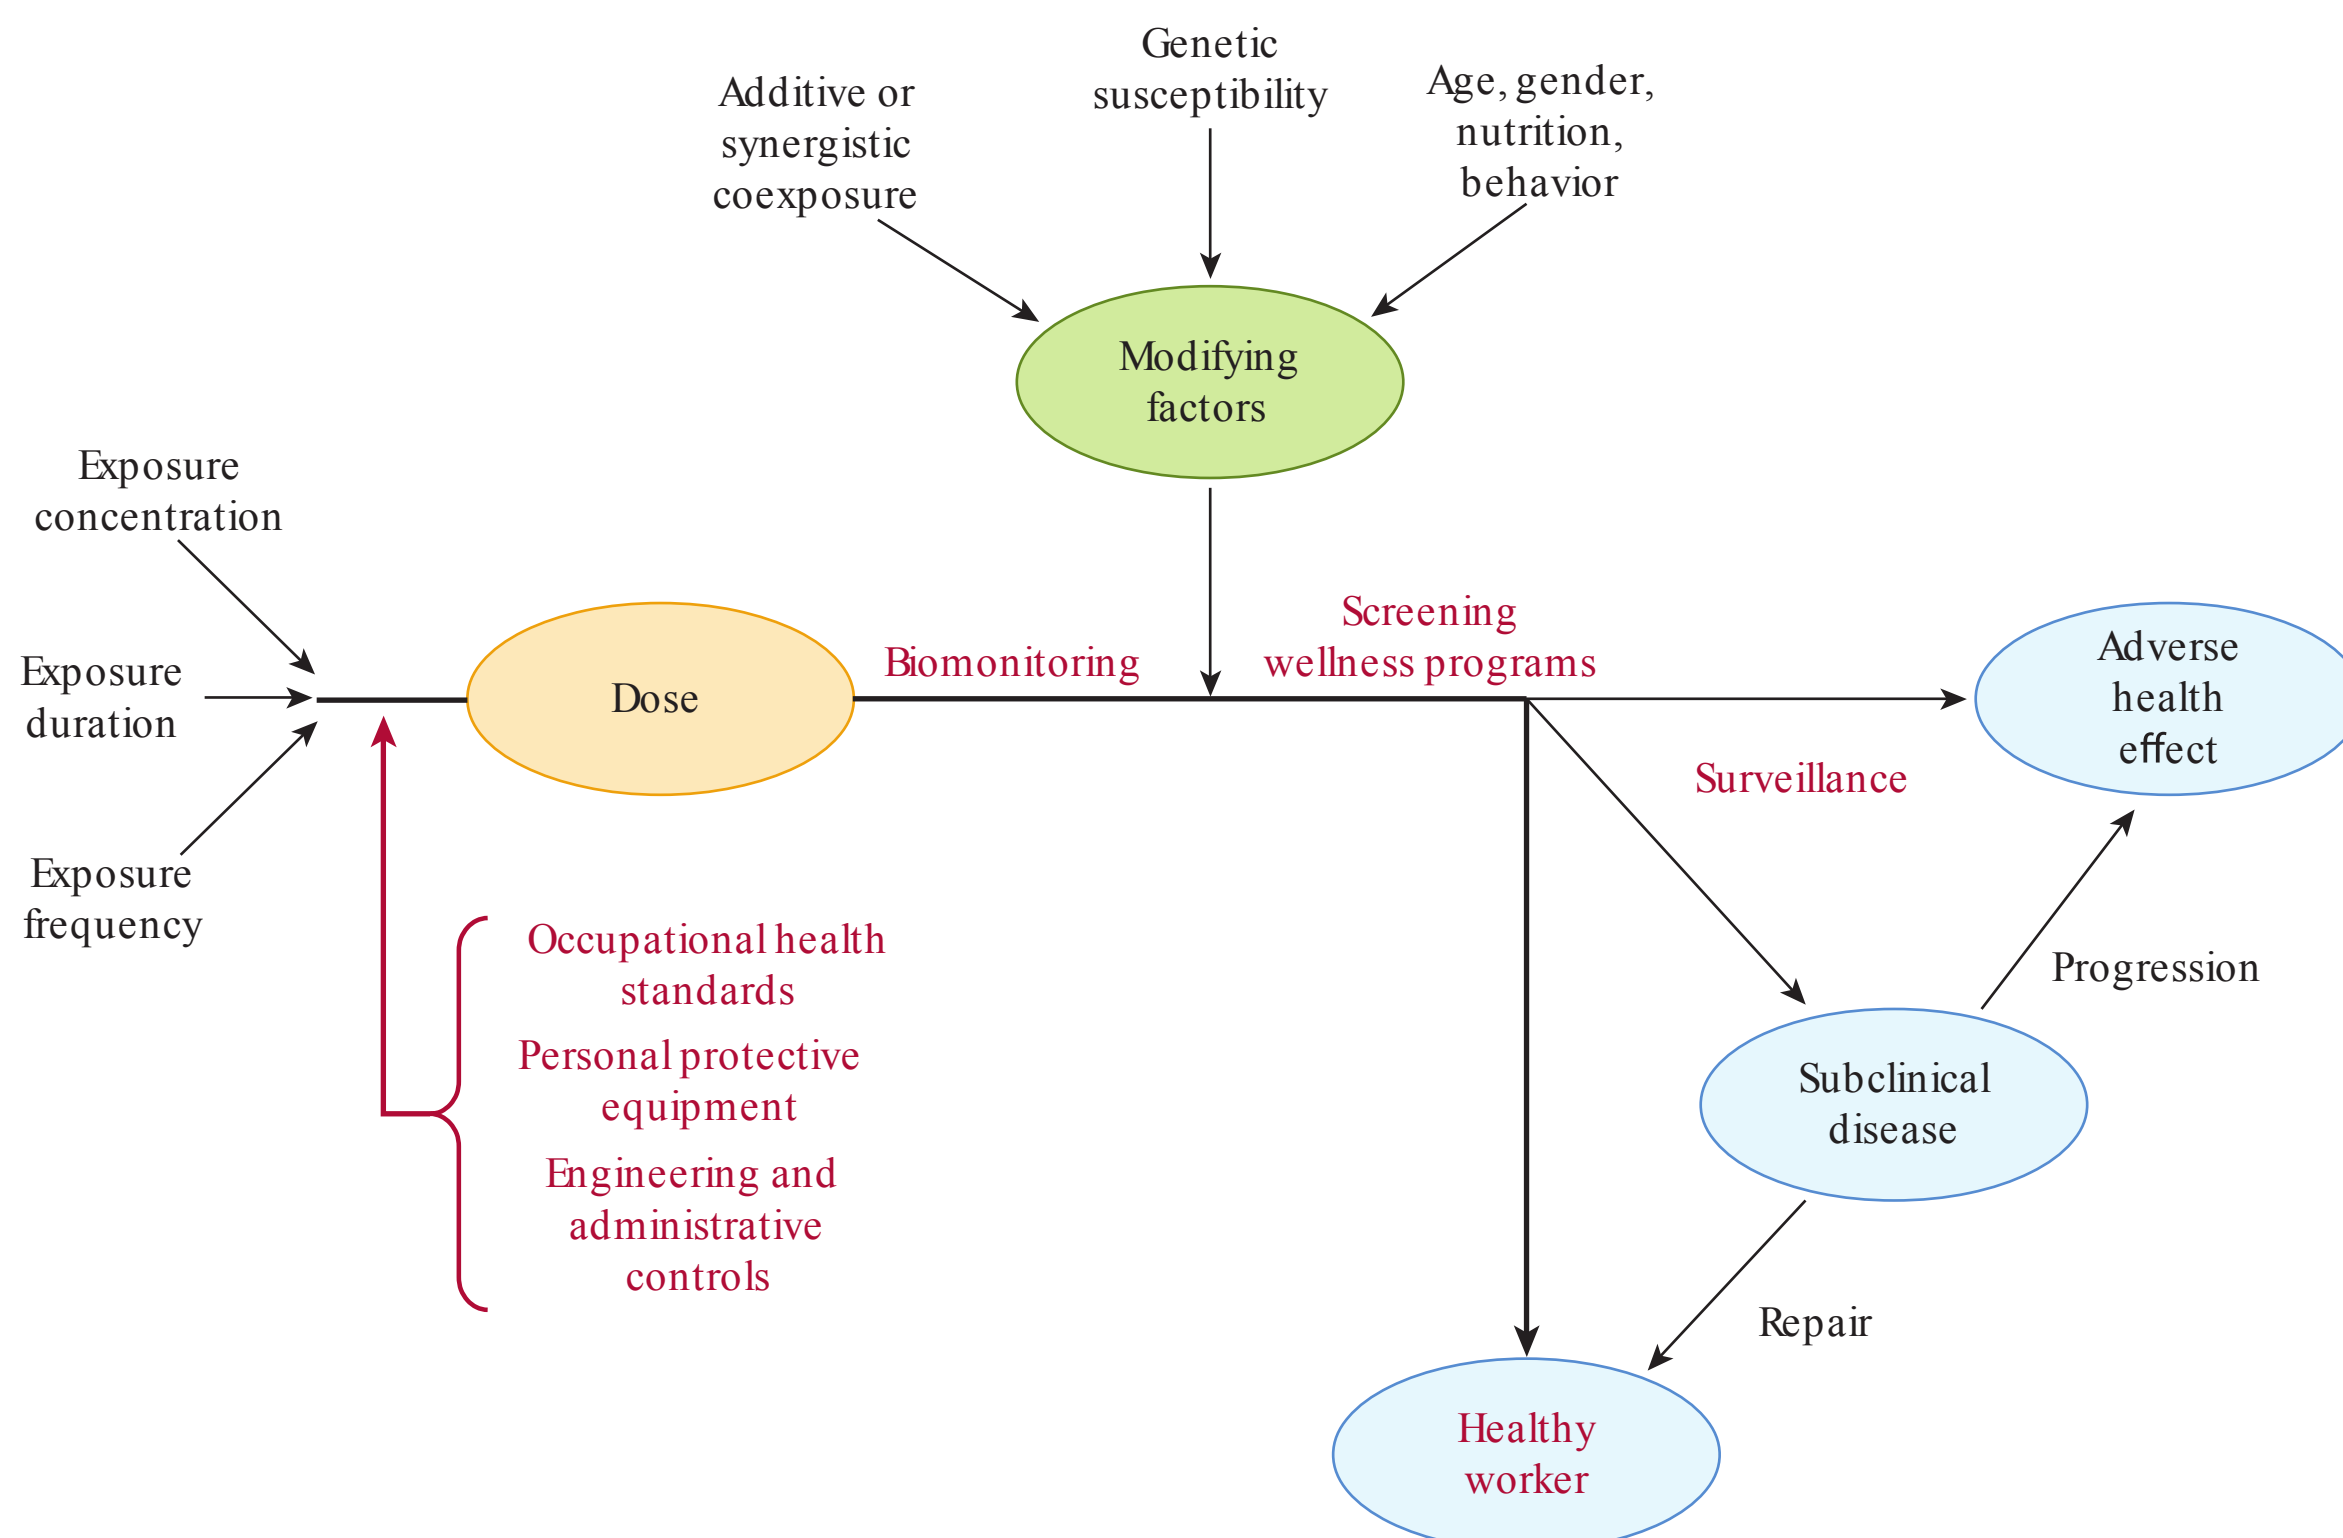 Genetic
susceptibility
Additive or
synergistic
coexposure
Age, gender,
nutrition,
behavior
Modifying
factors
Exposure
concentration
Exposure
duration
Exposure
frequency
Dose
Biomonitoring
Screening
wellness programs
Surveillance
Adverse
health
effect
Occupational health
standards
Personal protective
equipment
Engineering and
administrative
controls
Progression
Subclinical
disease
Repair
Healthy
worker